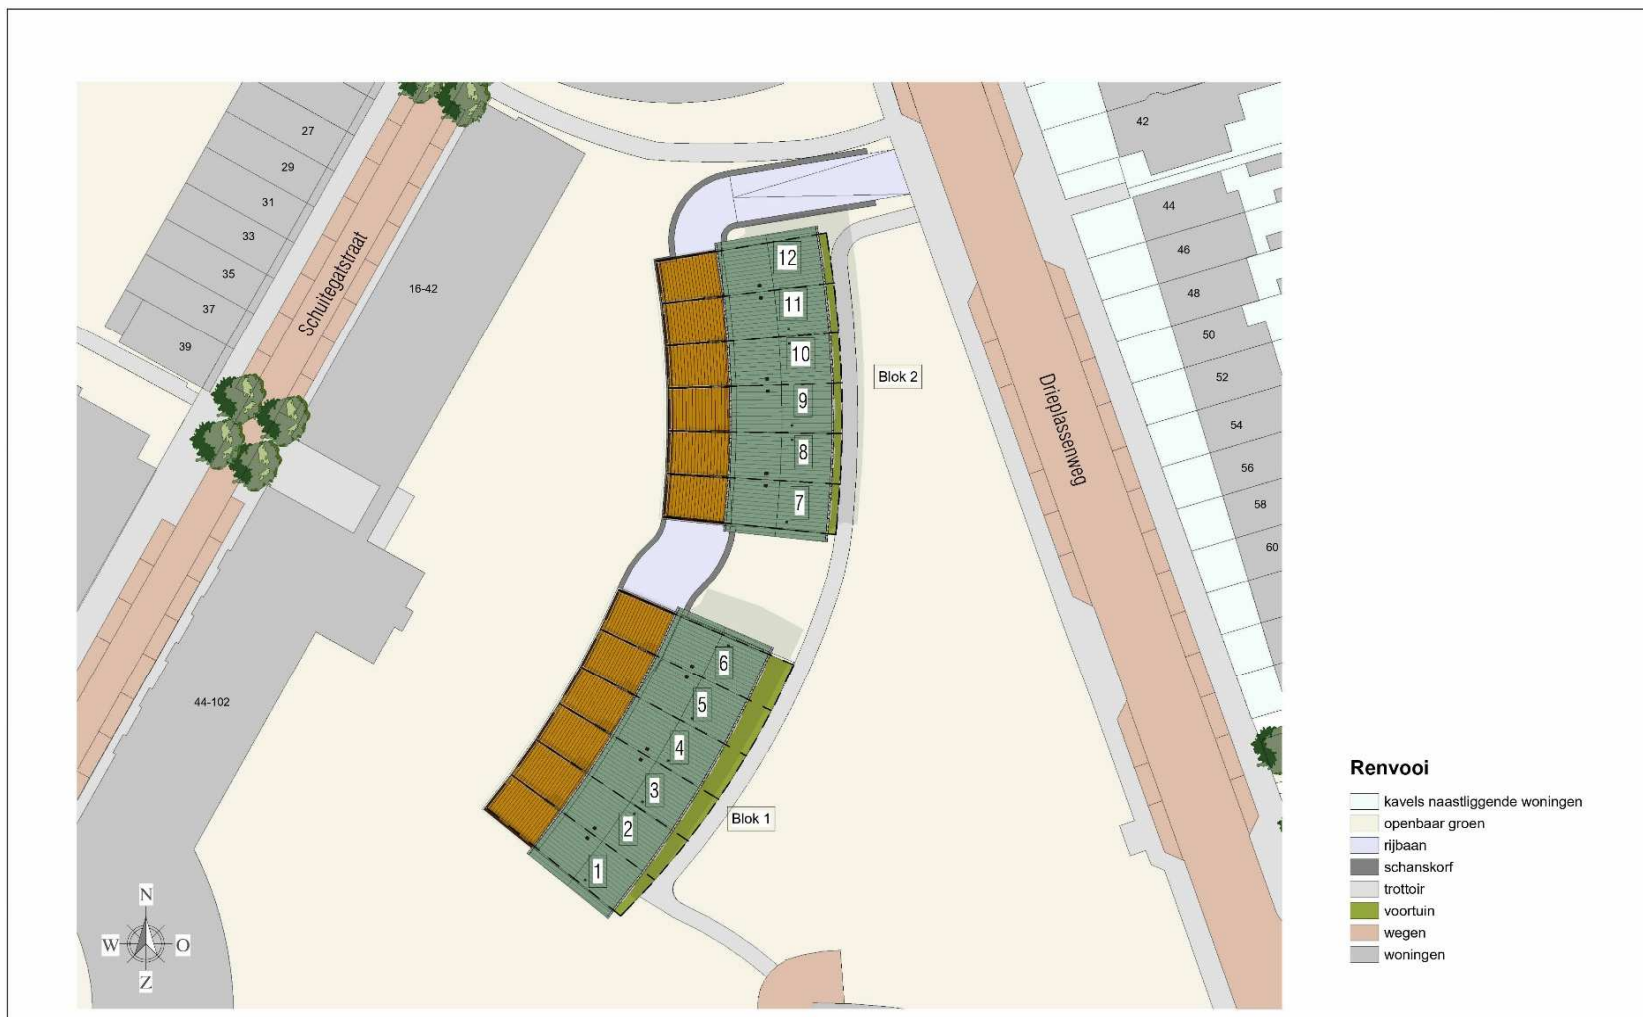 27
29
31
33
35
37
39
Schuitegatstraat
16-42
44-102
12
11
10
9
8
7
Blok 2
6
5
4
3
2
1
Blok 1
Drieplassenweg
42
44
46
48
50
52
54
56
58
60
N
W O
Z
Renvooi
kavels naastliggende woningen
openbaar groen
rijbaan
schanskorf
trottoir
voortuin
wegen
woningen